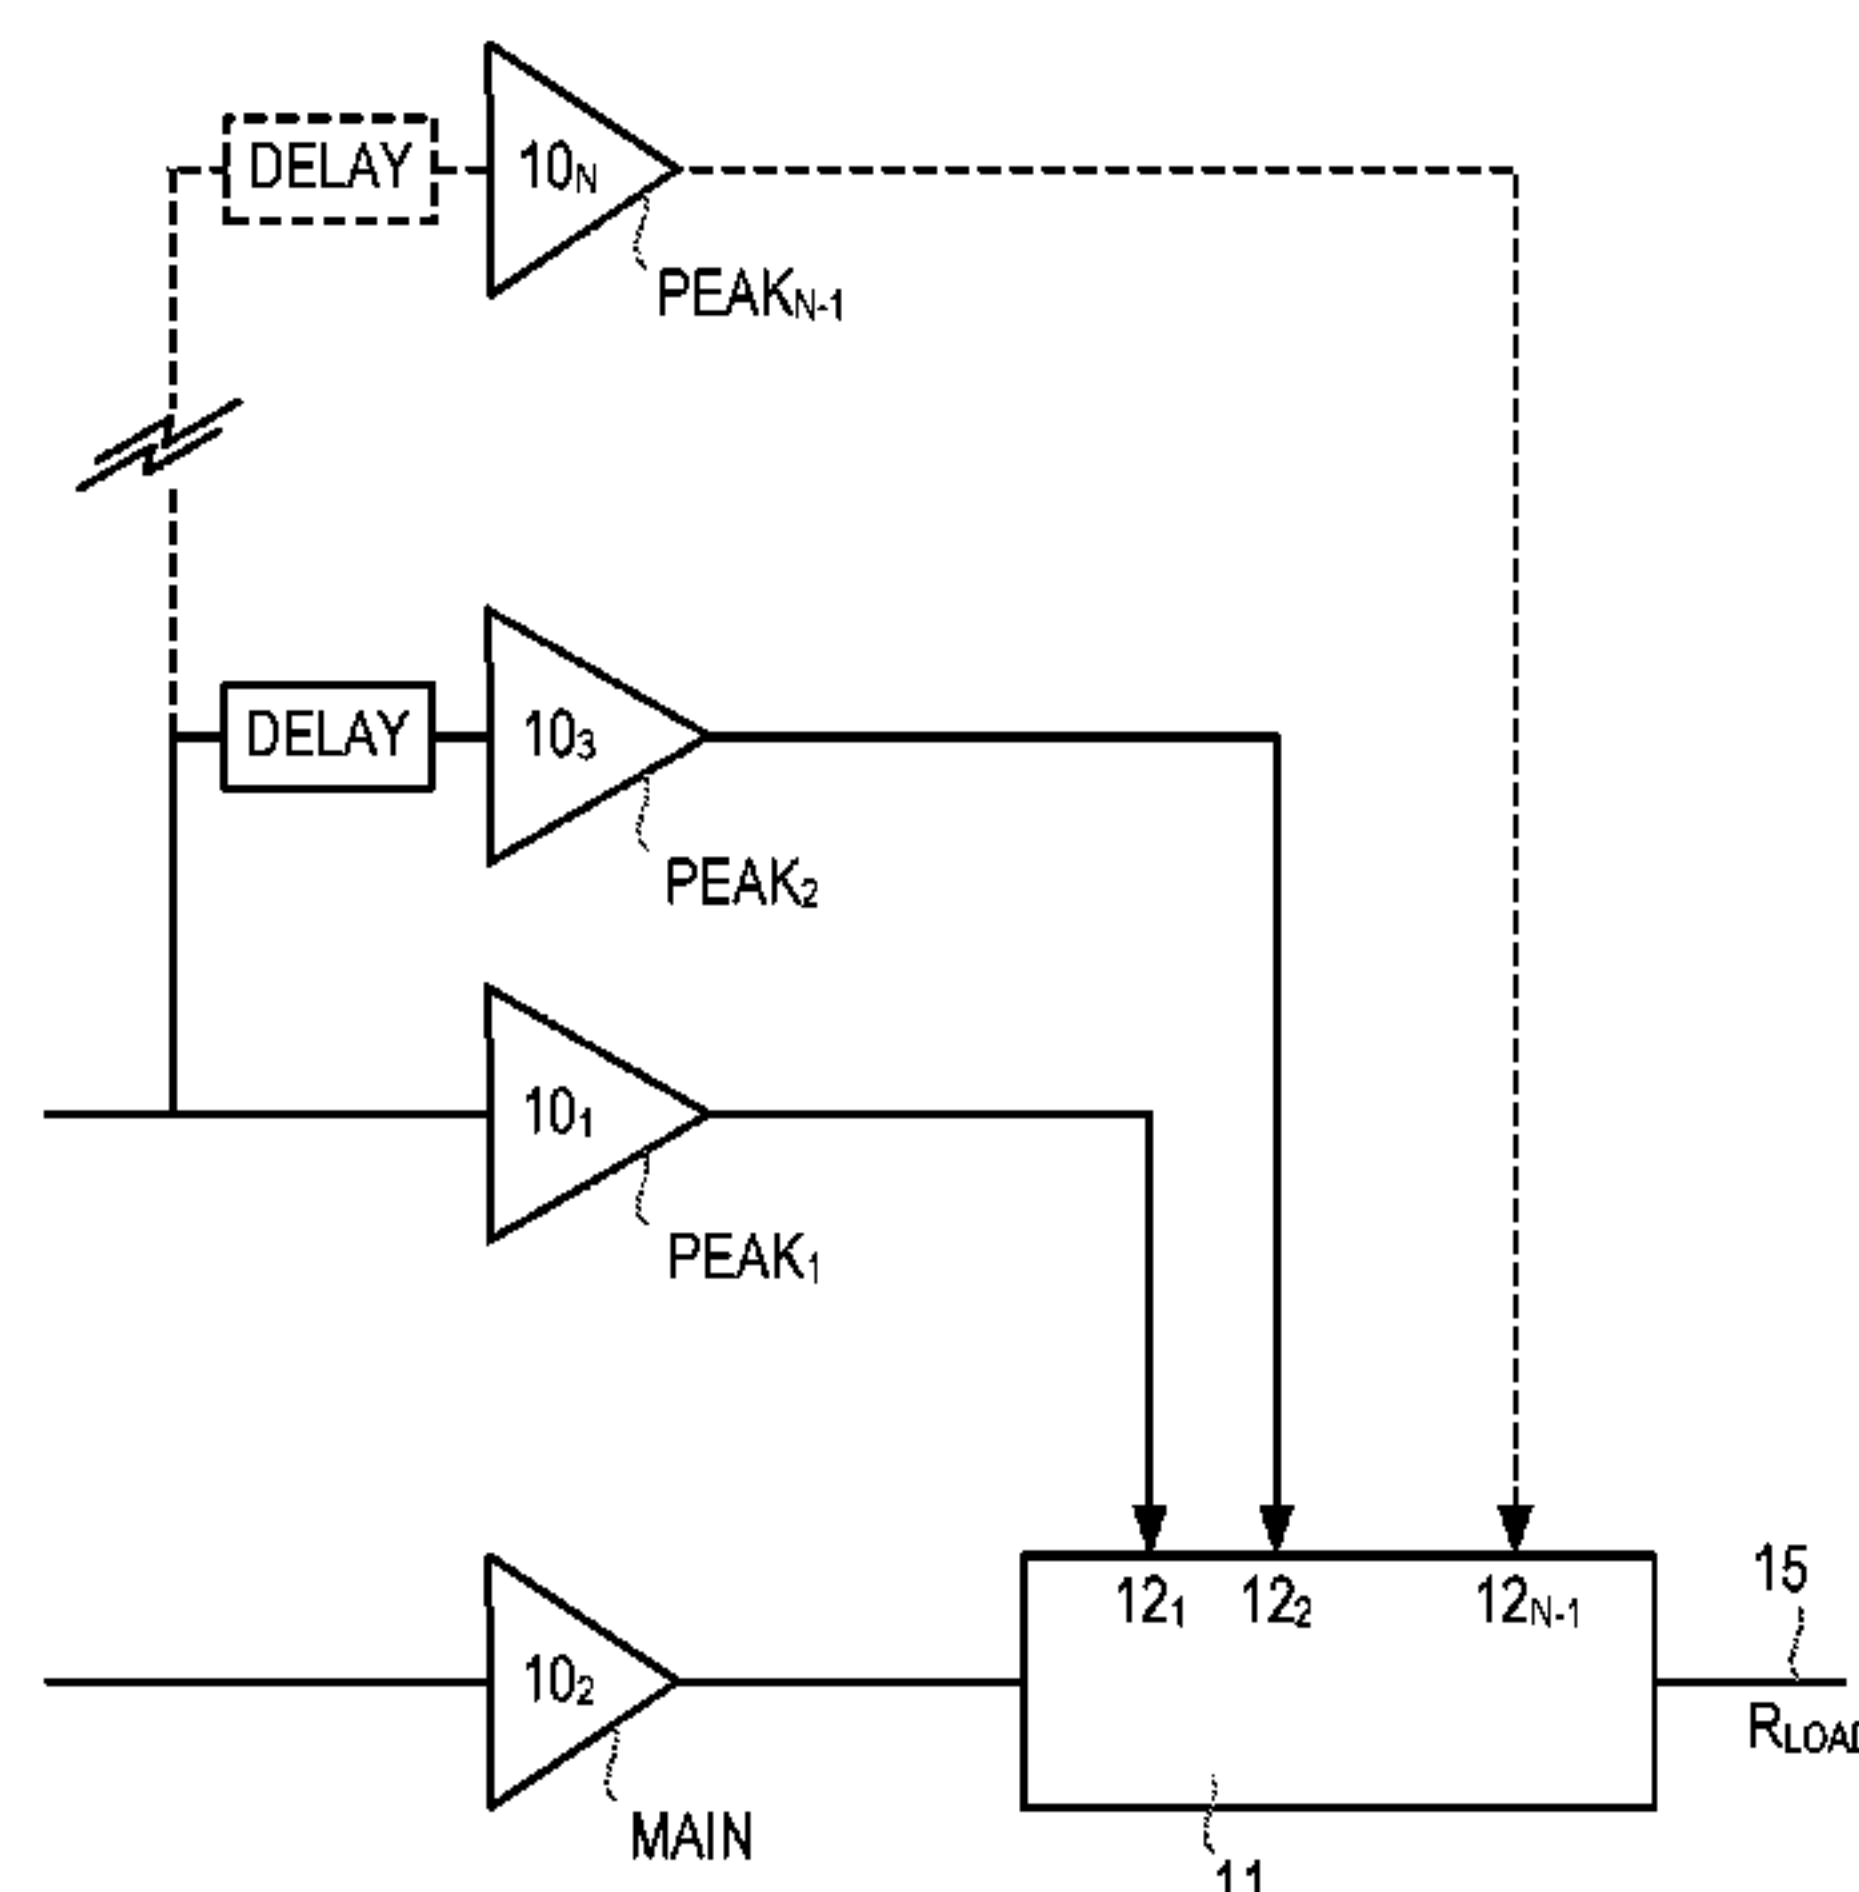 DELAY
10N
PEAKN-1
DELAY
103
PEAK2
101
PEAK1
121 122 12N-1
15
102
RLOAD
MAIN
11